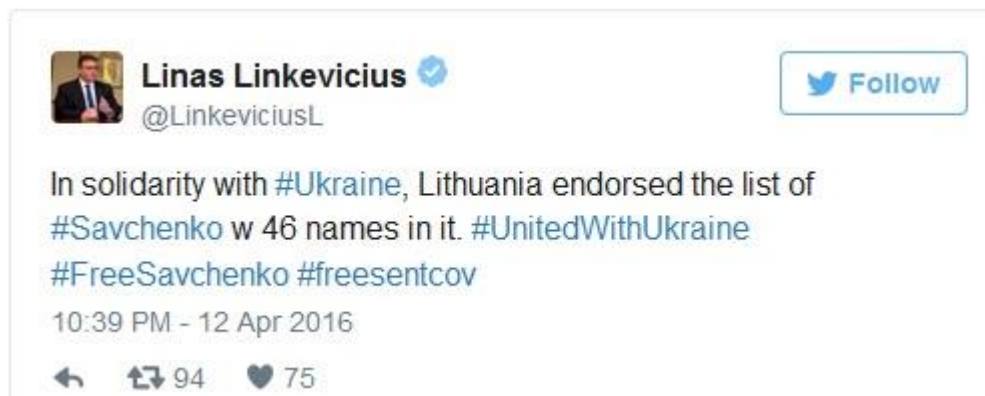 Linas Linkevicius
@LinkeviciusL
Follow
In solidarity with #Ukraine, Lithuania endorsed the list of
#Savchenko w 46 names in it. #UnitedWithUkraine
#FreeSavchenko #freesentcov
10:39 PM - 12 Apr 2016
94 75